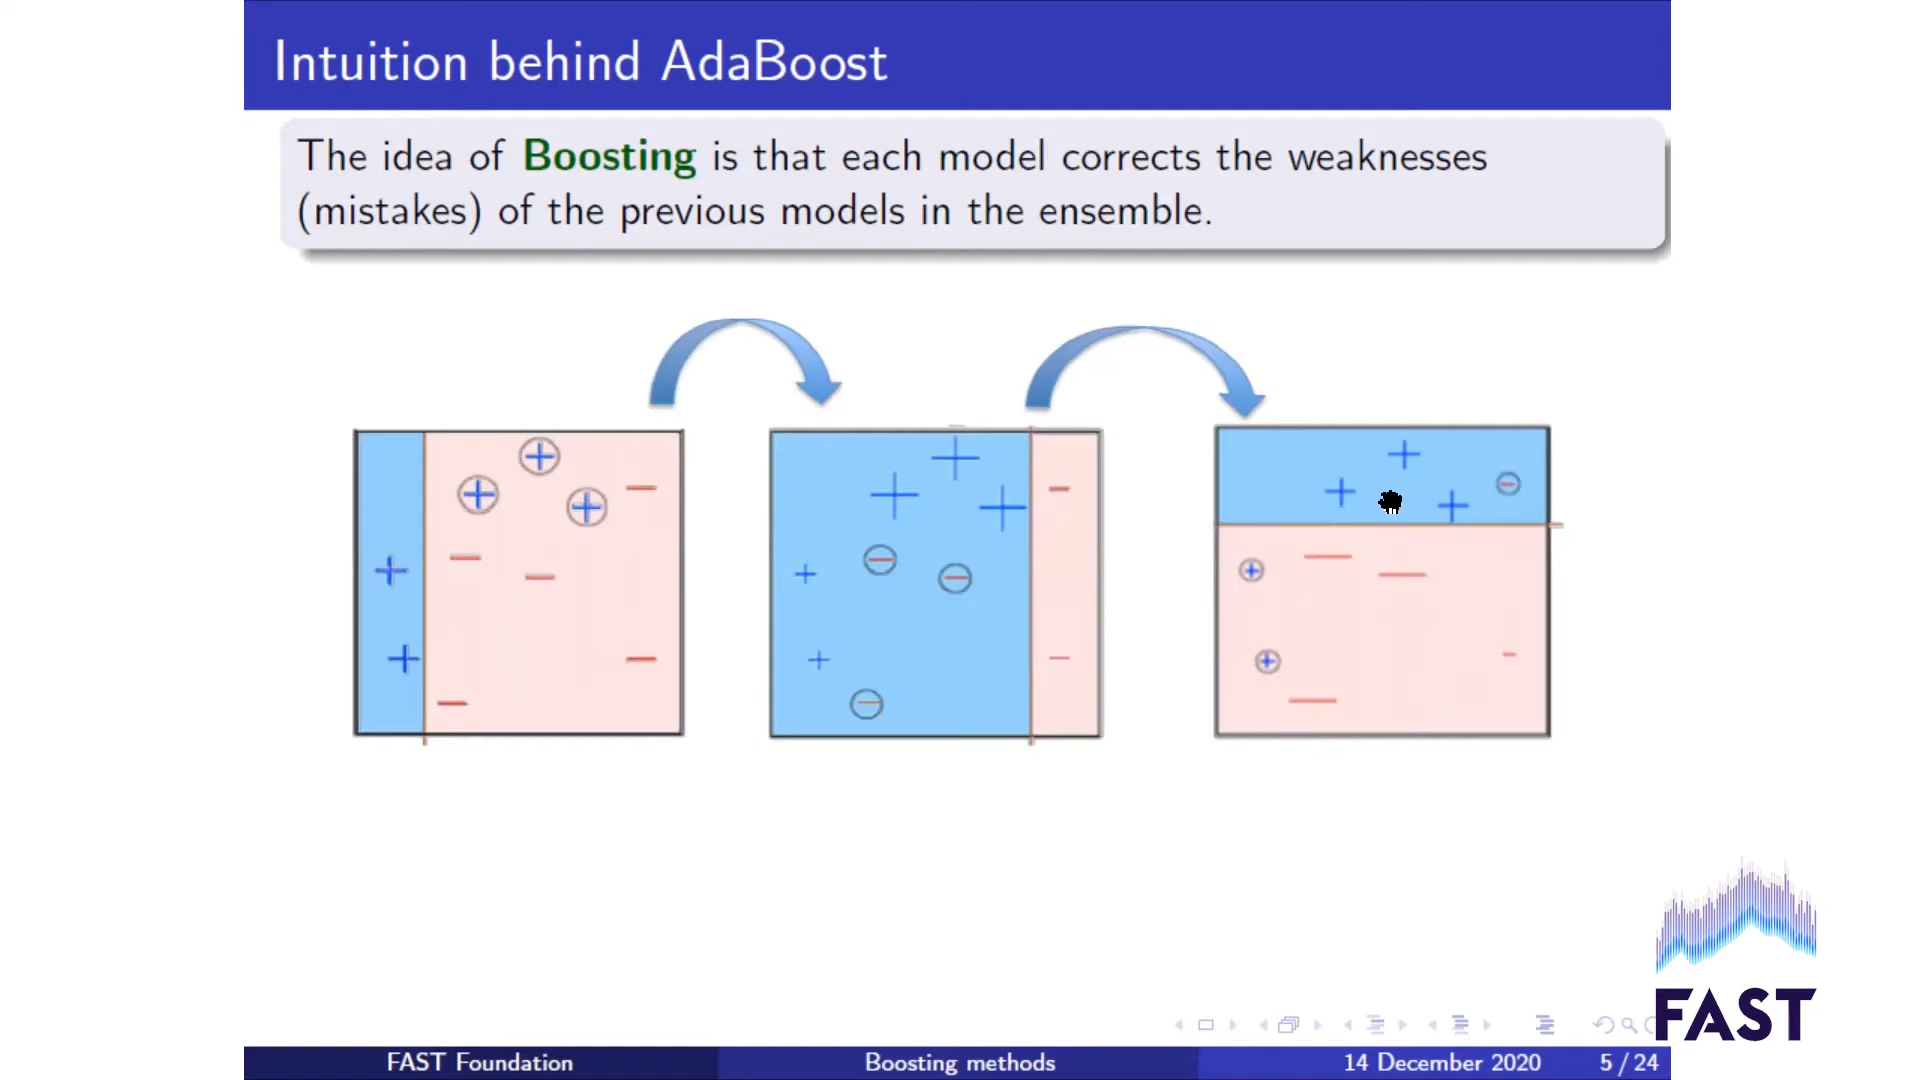 Intuition behind AdaBoost
The idea of Boosting is that each model corrects the weaknesses
(mistakes) of the previous models in the ensemble.
FAST
FAST Foundation
Boosting methods
14 December 2020
5 / 24